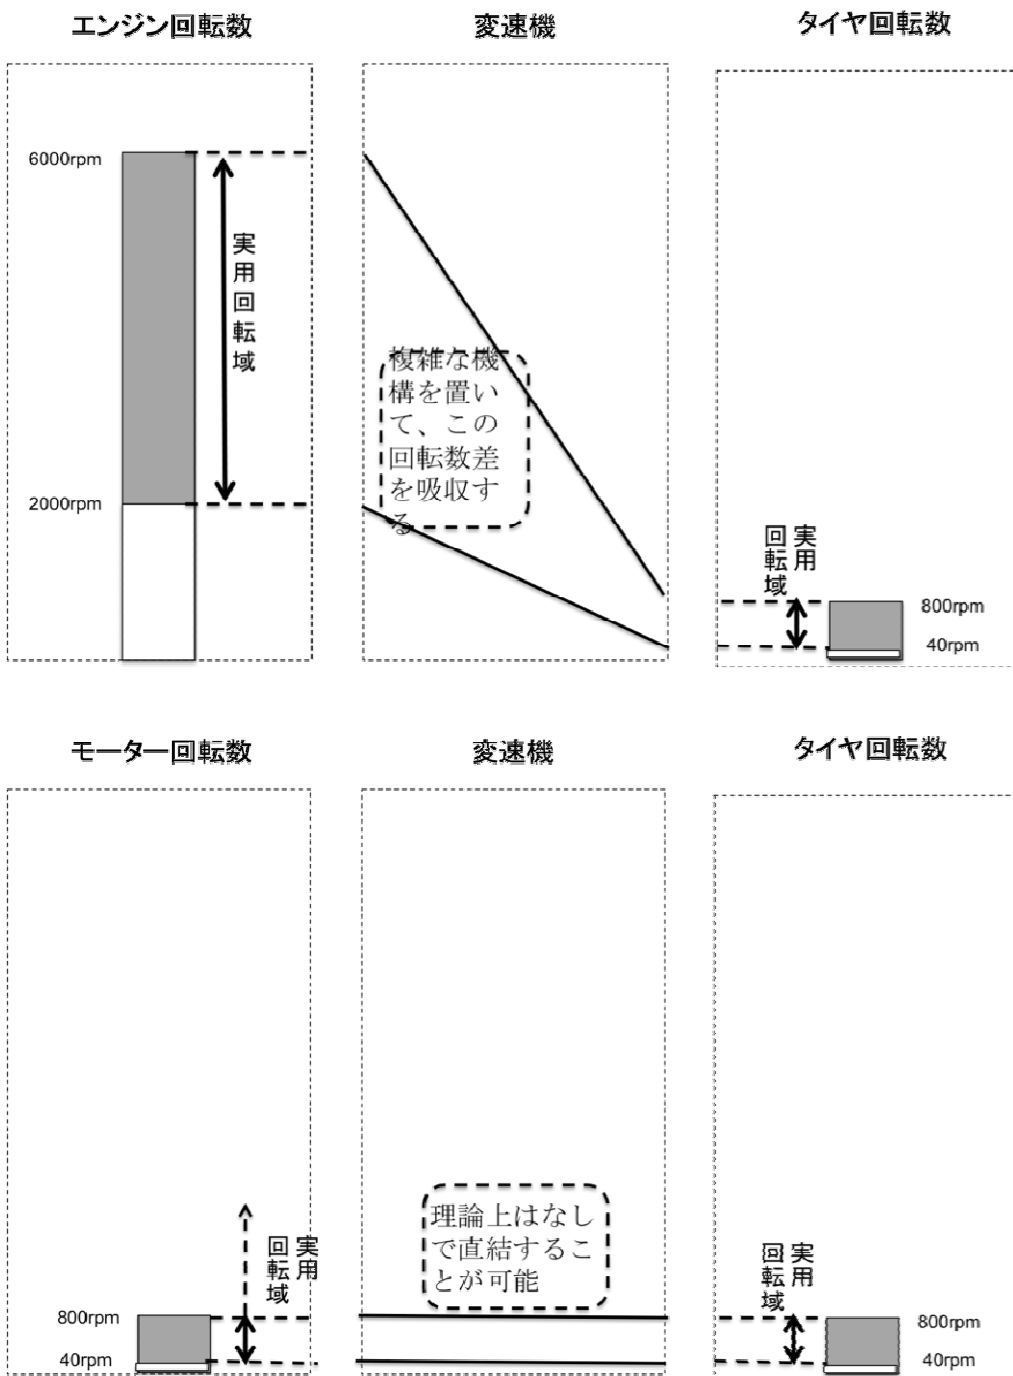 エンジン回転数
変速機
タイヤ回転数
6000rpm
実用回転域
2000rpm
複雑な機
構を置い
て、この
回転数差
を吸収す
る
実用
回転域
800rpm
40rpm
モーター回転数
変速機
タイヤ回転数
実用
回転域
800rpm
40rpm
理論上はなし
で直結するこ
とが可能
実用
回転域
800rpm
40rpm